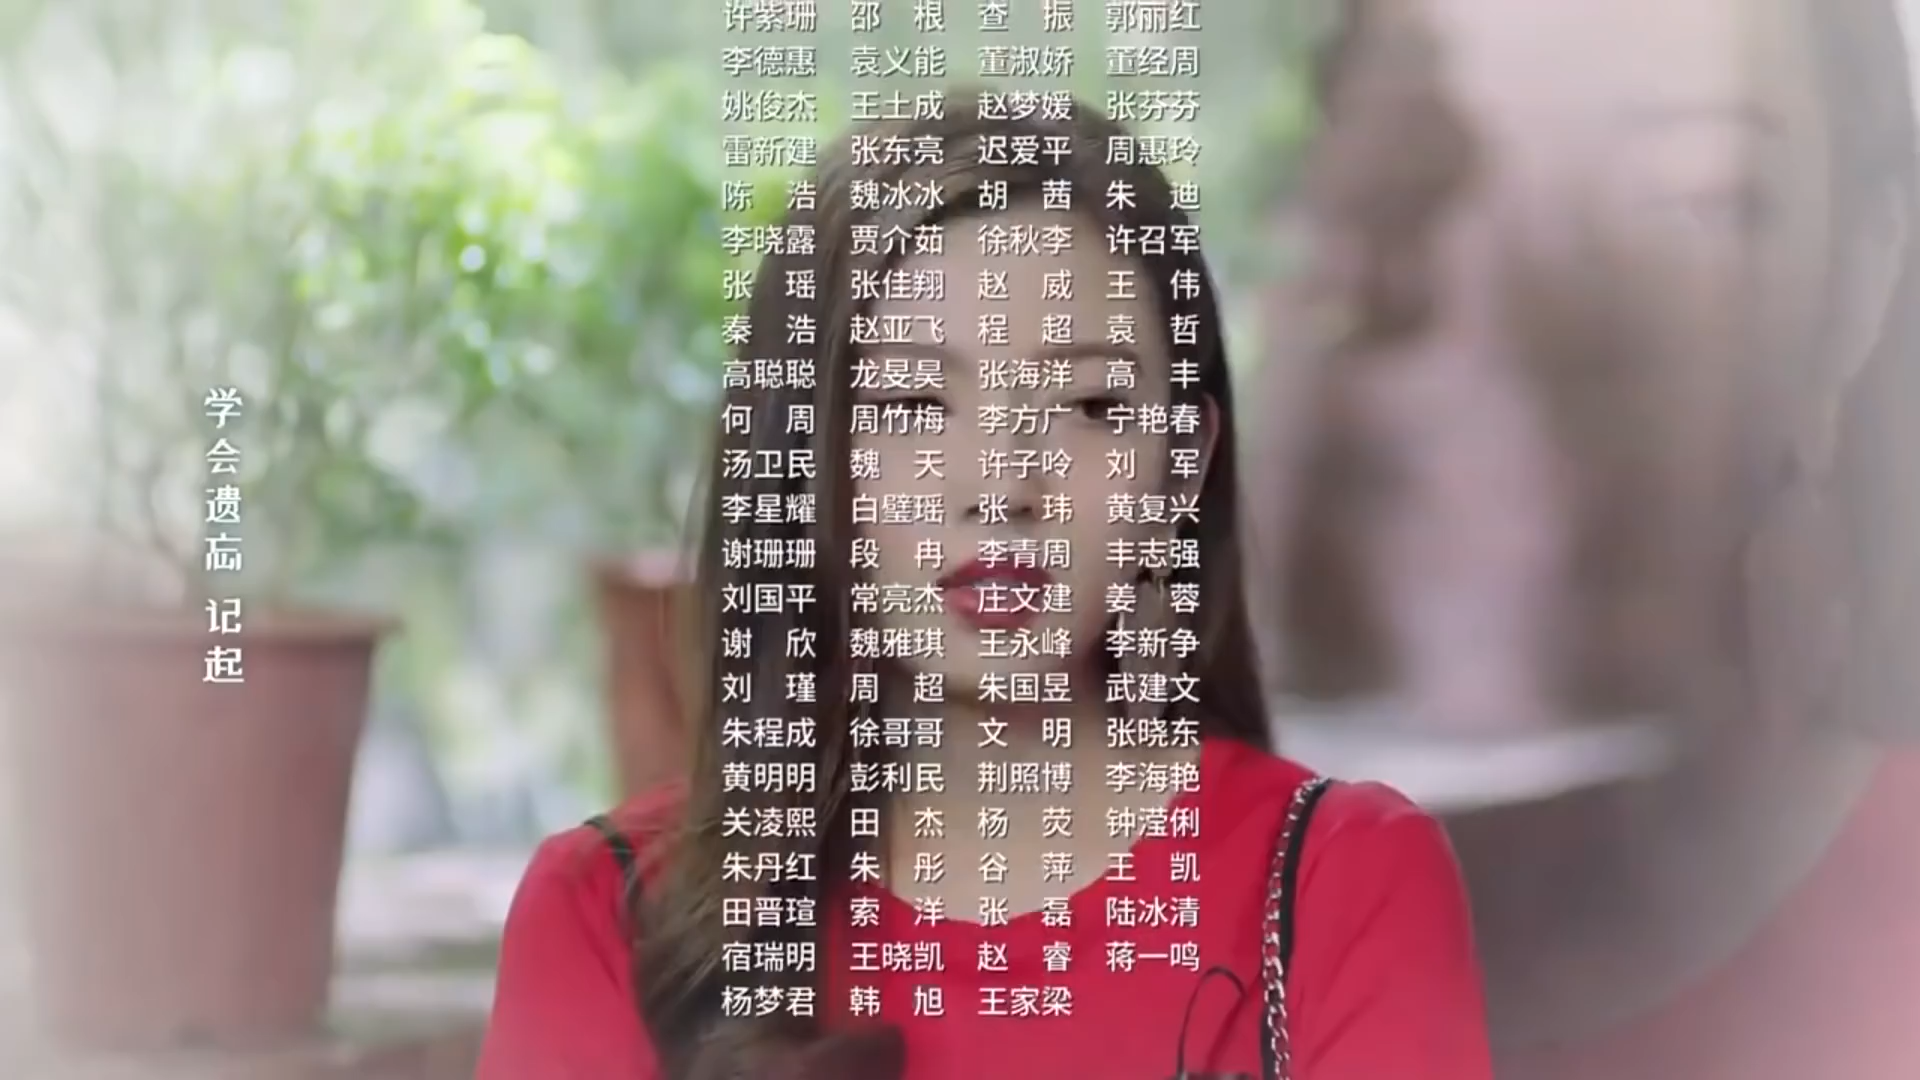 许紫珊 邵根 查振 郭丽红
李德惠 袁义能 董淑娇 董经周
姚俊杰 王土成 赵梦媛 张芬芬
雷新建 张东亮 迟爱平 周惠玲
陈浩 魏冰冰 胡茜 朱迪
李晓露 贾介茹 徐秋李 许召军
张瑶 张佳翔 赵威 王伟
秦浩 赵亚飞 程超 袁哲
高聪聪 龙旻昊 张海洋 高丰
何周 周竹梅 李方广 宁艳春
汤卫民 魏天 许子呤 刘军
李星耀 白璧瑶 张玮 黄复兴
谢珊珊 段冉 李青周 丰志强
刘国平 常亮杰 庄文建 姜蓉
谢欣 魏雅琪 王永峰 李新争
刘瑾 周超 朱国昱 武建文
朱程成 徐哥哥 文明 张晓东
黄明明 彭利民 荆照博 李海艳
关凌熙 田杰 杨荧 钟滢俐
朱丹红 朱彤 谷萍 王凯
田晋瑄 索洋 张磊 陆冰清
宿瑞明 王晓凯 赵睿 蒋一鸣
杨梦君 韩旭 王家梁
学会遗忘 记起